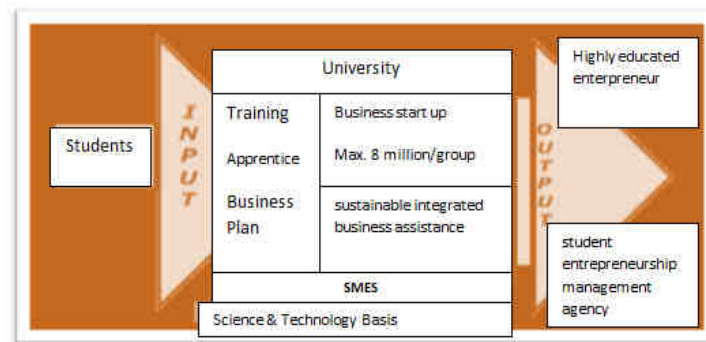 Students
INPUT
University
Training
Apprentice
Business
Plan
Business start up
Max. 8 million/group
sustainable integrated
business assistance
SMES
Science & Technology Basis
OUTPUT
Highly educated
enterpreneur
student
entrepreneurship
management
agency